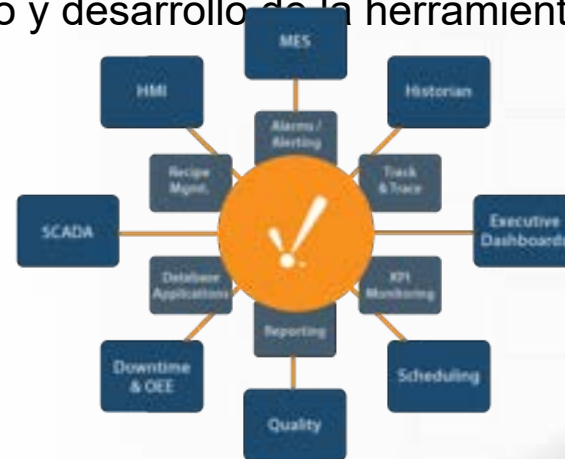 o y desarrollo de la herramient
MES
HMI
Historian
Alarms /
Alerting
Recipe
Mgmt.
Track
& Trace
SCADA
Executive
Dashboards
Database
Applications
KPI
Monitoring
Reporting
Downtime
& OEE
Scheduling
Quality